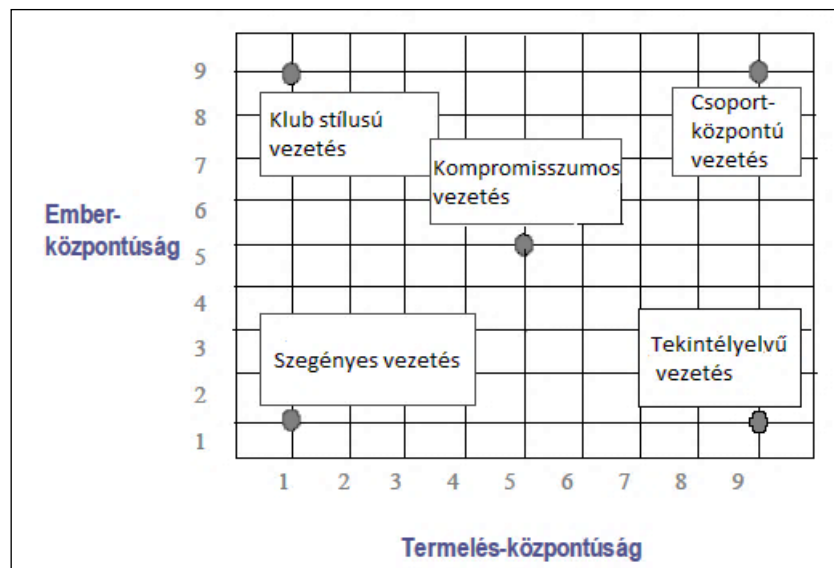 9
8
7
6
5
4
3
2
1
Ember-
központúság
Klub stílusú
vezetés
Csoport-
központú
vezetés
Kompromisszumos
vezetés
Szegényes vezetés
Tekintélyelvű
vezetés
1 2 3 4 5 6 7 8 9
Termelés-központúság